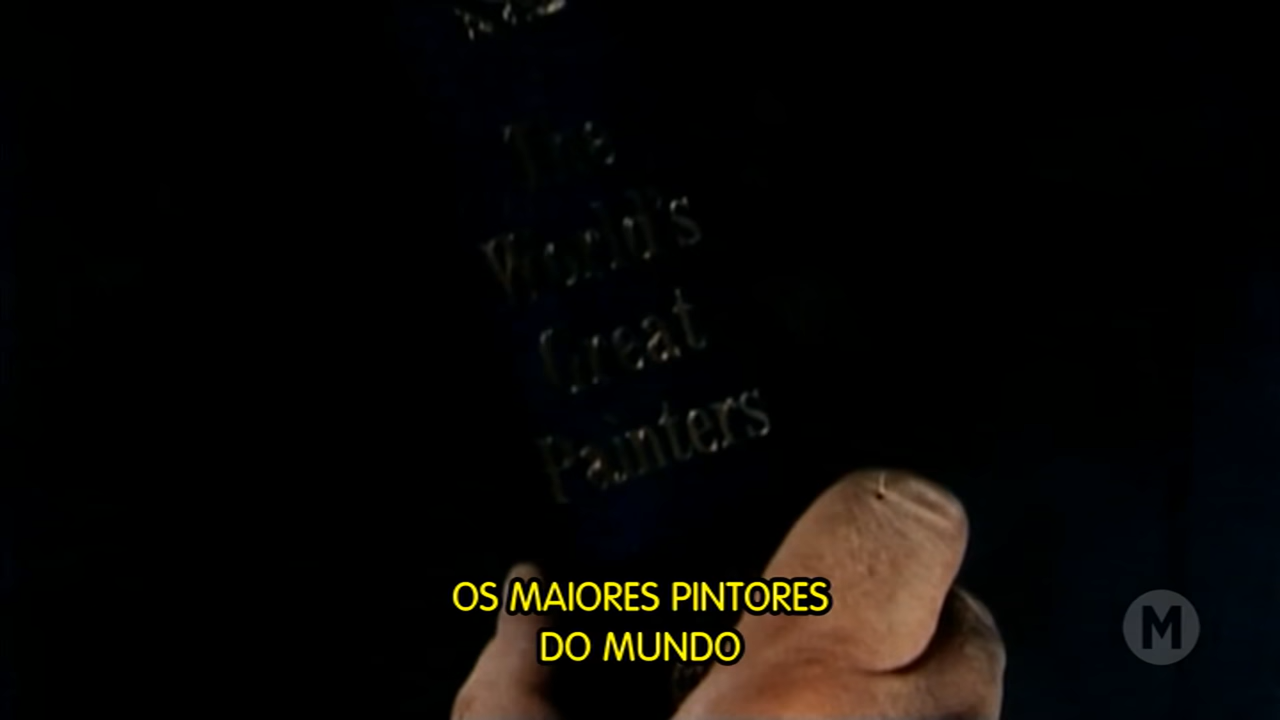 The
World's
Great
Painters
OS MAIORES PINTORES
DO MUNDO
M